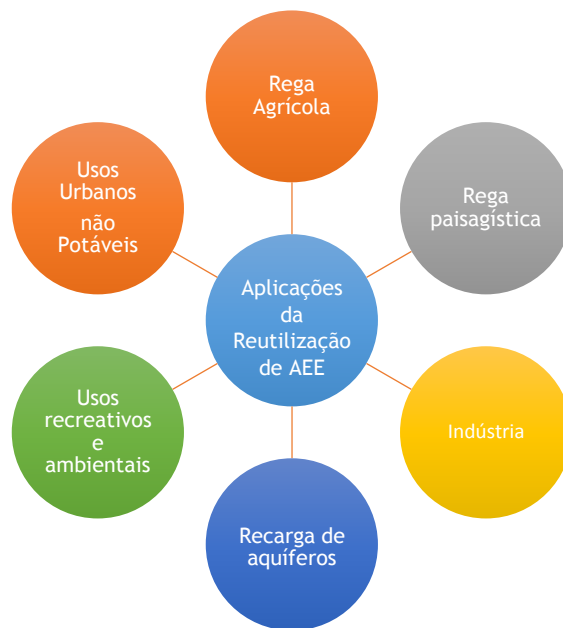 Rega
Agrícola
Usos
Urbanos
não
Potáveis
Rega
paisagística
Aplicações
da
Reutilização
de AEE
Usos
recreativos
e
ambientais
Indústria
Recarga de
aquíferos